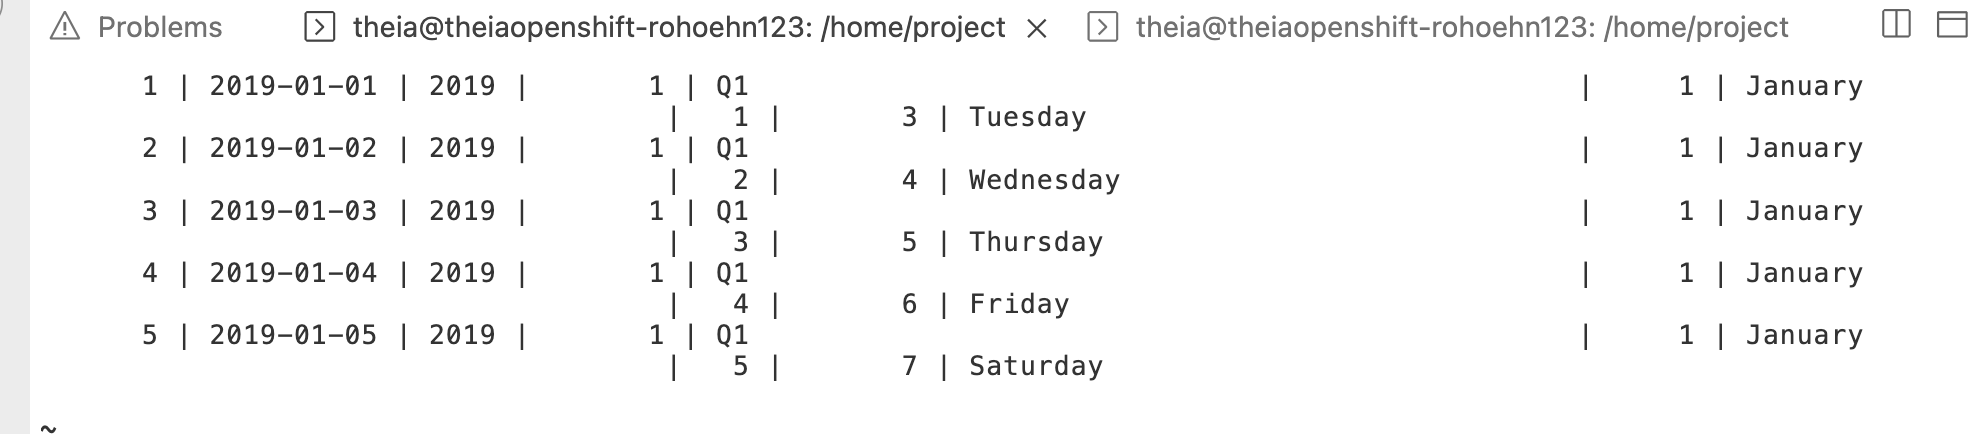 Problems theia@theiaopenshift-rohoehn123: /home/project theia@theiaopenshift-rohoehn123: /home/project
1 | 2019-01-01 | 2019 | 1 | Q1 | 1 | January
| 1 | 3 | Tuesday
2 | 2019-01-02 | 2019 | 1 | Q1 | 1 | January
| 2 | 4 | Wednesday
3 | 2019-01-03 | 2019 | 1 | Q1 | 1 | January
| 3 | 5 | Thursday
4 | 2019-01-04 | 2019 | 1 | Q1 | 1 | January
| 4 | 6 | Friday
5 | 2019-01-05 | 2019 | 1 | Q1 | 1 | January
| 5 | 7 | Saturday
~